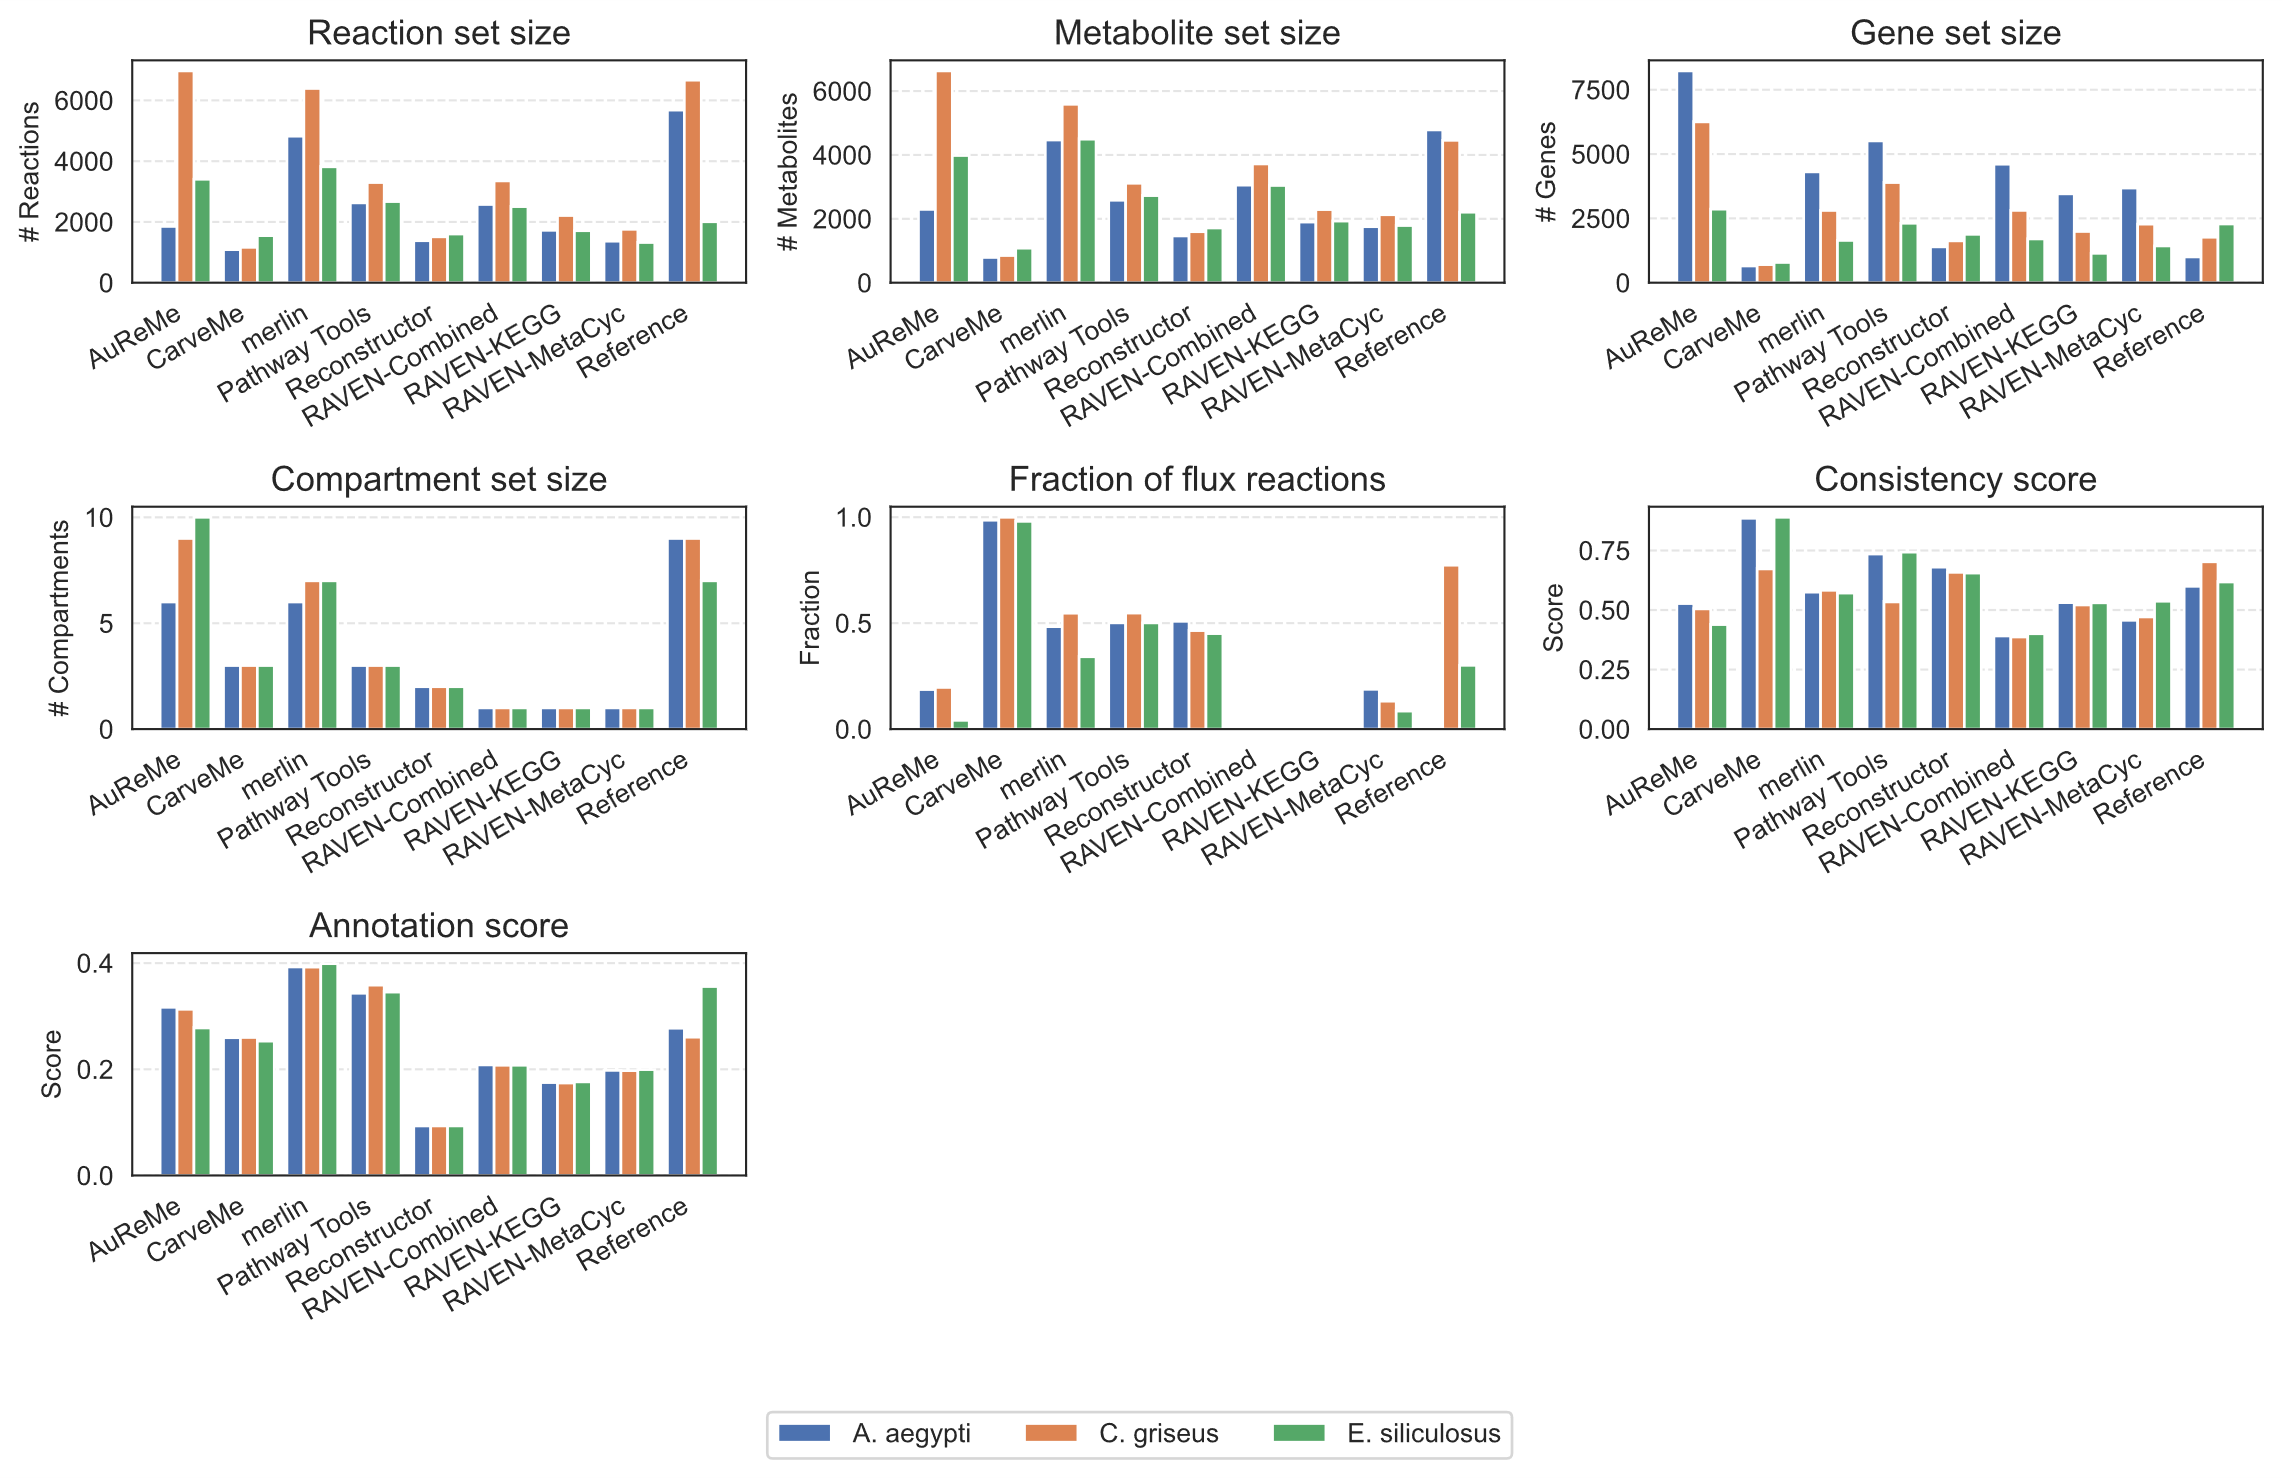 Reaction set size
# Reactions
6000
4000
2000
0
AuReMe
CarveMe
merlin
Pathway Tools
Reconstructor
RAVEN-Combined
RAVEN-KEGG
RAVEN-MetaCyc
Reference
Metabolite set size
# Metabolites
6000
4000
2000
0
AuReMe
CarveMe
merlin
Pathway Tools
Reconstructor
RAVEN-Combined
RAVEN-KEGG
RAVEN-MetaCyc
Reference
Gene set size
# Genes
7500
5000
2500
0
AuReMe
CarveMe
merlin
Pathway Tools
Reconstructor
RAVEN-Combined
RAVEN-KEGG
RAVEN-MetaCyc
Reference
Compartment set size
# Compartments
10
5
0
AuReMe
CarveMe
merlin
Pathway Tools
Reconstructor
RAVEN-Combined
RAVEN-KEGG
RAVEN-MetaCyc
Reference
Fraction of flux reactions
Fraction
1.0
0.5
0.0
AuReMe
CarveMe
merlin
Pathway Tools
Reconstructor
RAVEN-Combined
RAVEN-KEGG
RAVEN-MetaCyc
Reference
Consistency score
Score
0.75
0.50
0.25
0.00
AuReMe
CarveMe
merlin
Pathway Tools
Reconstructor
RAVEN-Combined
RAVEN-KEGG
RAVEN-MetaCyc
Reference
Annotation score
Score
0.4
0.2
0.0
AuReMe
CarveMe
merlin
Pathway Tools
Reconstructor
RAVEN-Combined
RAVEN-KEGG
RAVEN-MetaCyc
Reference
A. aegypti
C. griseus
E. siliculosus